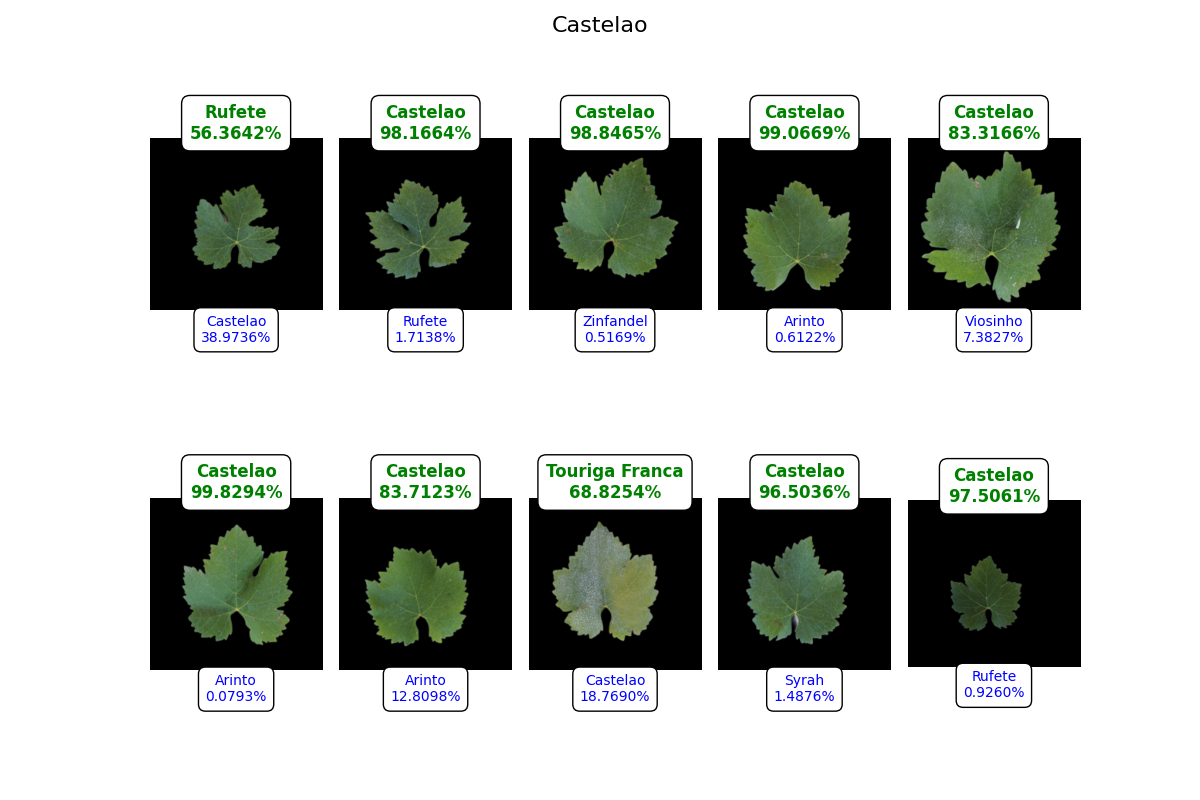 Castelao
Rufete
56.3642%
Castelao
98.1664%
Castelao
98.8465%
Castelao
99.0669%
Castelao
83.3166%
Castelao
38.9736%
Rufete
1.7138%
Zinfandel
0.5169%
Arinto
0.6122%
Viosinho
7.3827%
Castelao
99.8294%
Castelao
83.7123%
Touriga Franca
68.8254%
Castelao
96.5036%
Castelao
97.5061%
Arinto
0.0793%
Arinto
12.8098%
Castelao
18.7690%
Syrah
1.4876%
Rufete
0.9260%